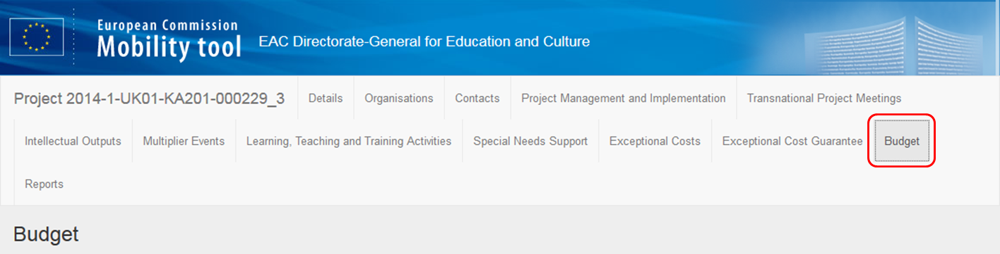 European Commission
Mobility tool
EAC Directorate-General for Education and Culture
Project 2014-1-UK01-KA201-000229_3 Details Organisations Contacts Project Management and Implementation Transnational Project Meetings
Intellectual Outputs Multiplier Events Learning, Teaching and Training Activities Special Needs Support Exceptional Costs Exceptional Cost Guarantee Budget
Reports
Budget